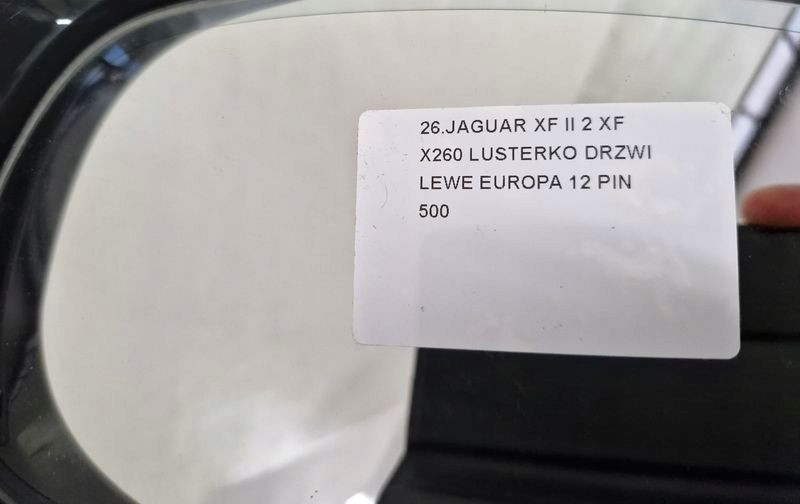 26.JAGUAR XF II 2 XF
X260 LUSTERKO DRZWI
LEWE EUROPA 12 PIN
500